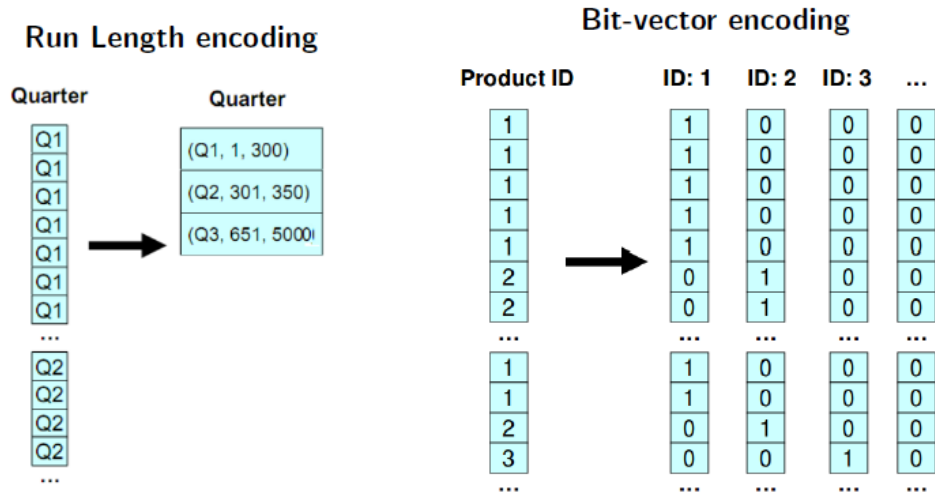 Run Length encoding
Quarter
Quarter
Q1
Q1
Q1
Q1
Q1
Q1
Q1
...
Q2
Q2
Q2
Q2
...
(Q1, 1, 300)
(Q2, 301, 350)
(Q3, 651, 5000)
Bit-vector encoding
Product ID ID: 1 ID: 2 ID: 3 ...
1 1 0 0 0
1 1 0 0 0
1 1 0 0 0
1 1 0 0 0
1 1 0 0 0
2 0 1 0 0
2 0 1 0 0
... ... ... ... ...
1 1 0 0 0
1 1 0 0 0
2 0 1 0 0
3 0 0 1 0
... ... ... ... ...